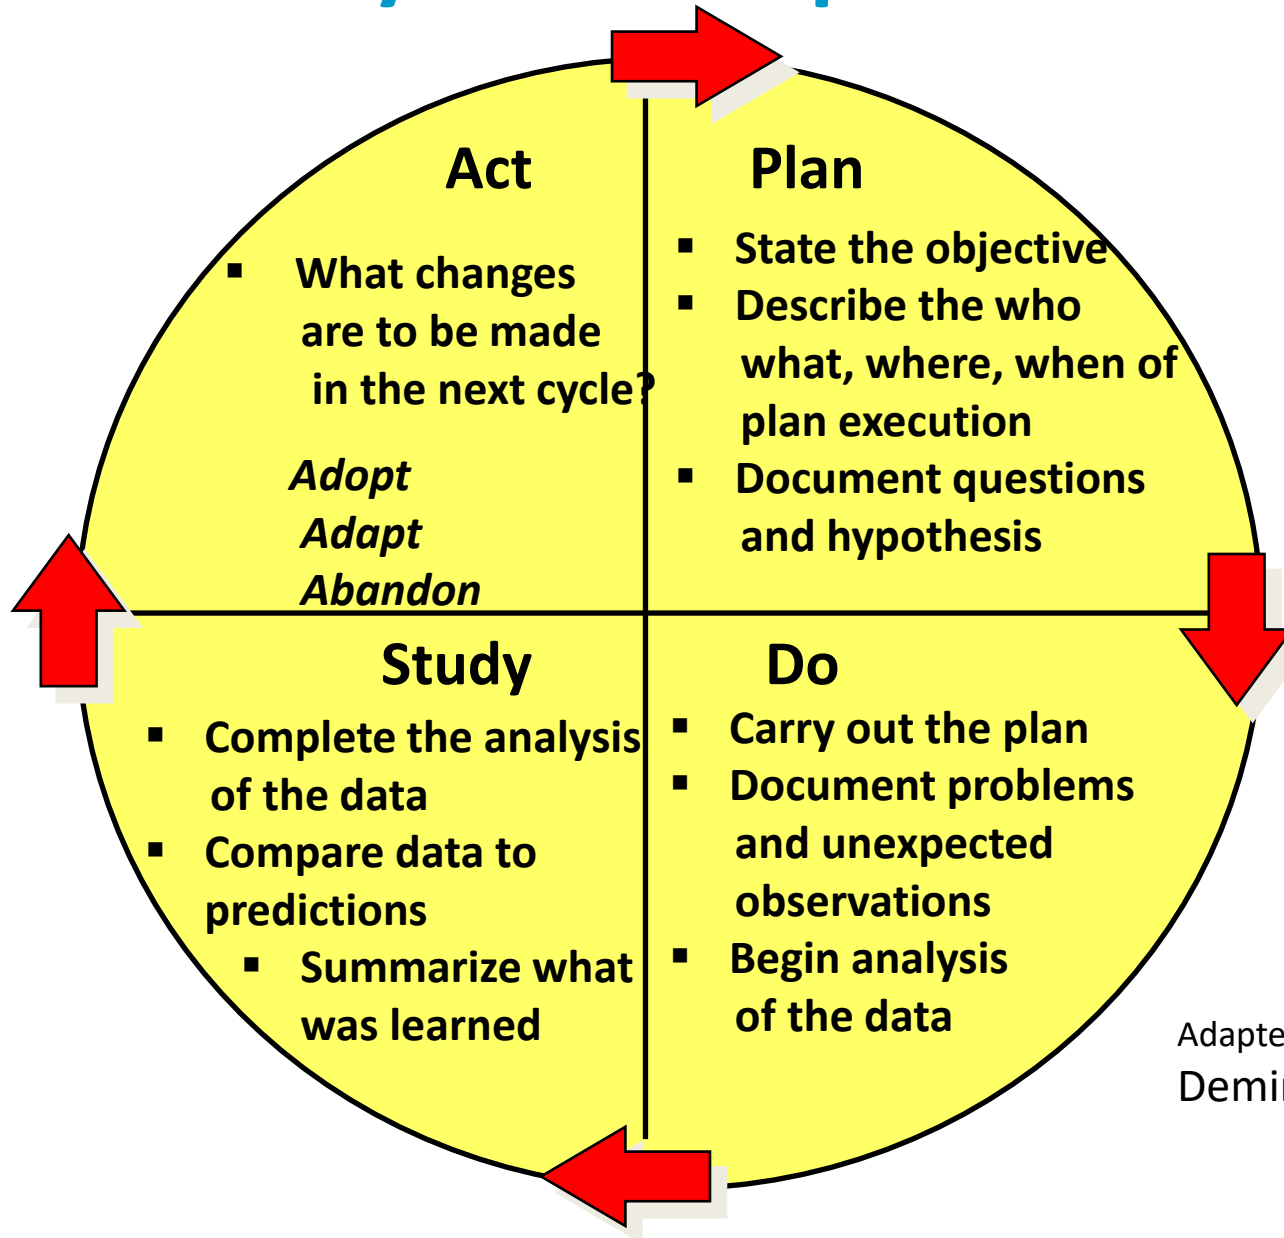 Act
What changes
are to be made
in the next cycle?
Adopt
Adapt
Abandon
Plan
State the objective
Describe the who
what, where, when of
plan execution
Document questions
and hypothesis
Study
Complete the analysis
of the data
Compare data to
predictions
Summarize what
was learned
Do
Carry out the plan
Document problems
and unexpected
observations
Begin analysis
of the data
Adapte
Demin